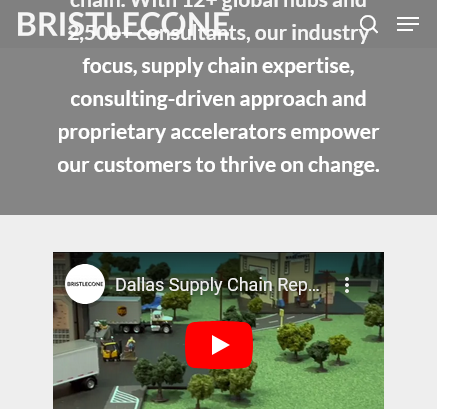 chain. With 12+ global hubs and
BRISTLECONE
2,500+ consultants, our industry
focus, supply chain expertise,
consulting-driven approach and
proprietary accelerators empower
our customers to thrive on change.
BRISTLECONE
Dallas Supply Chain Rep...